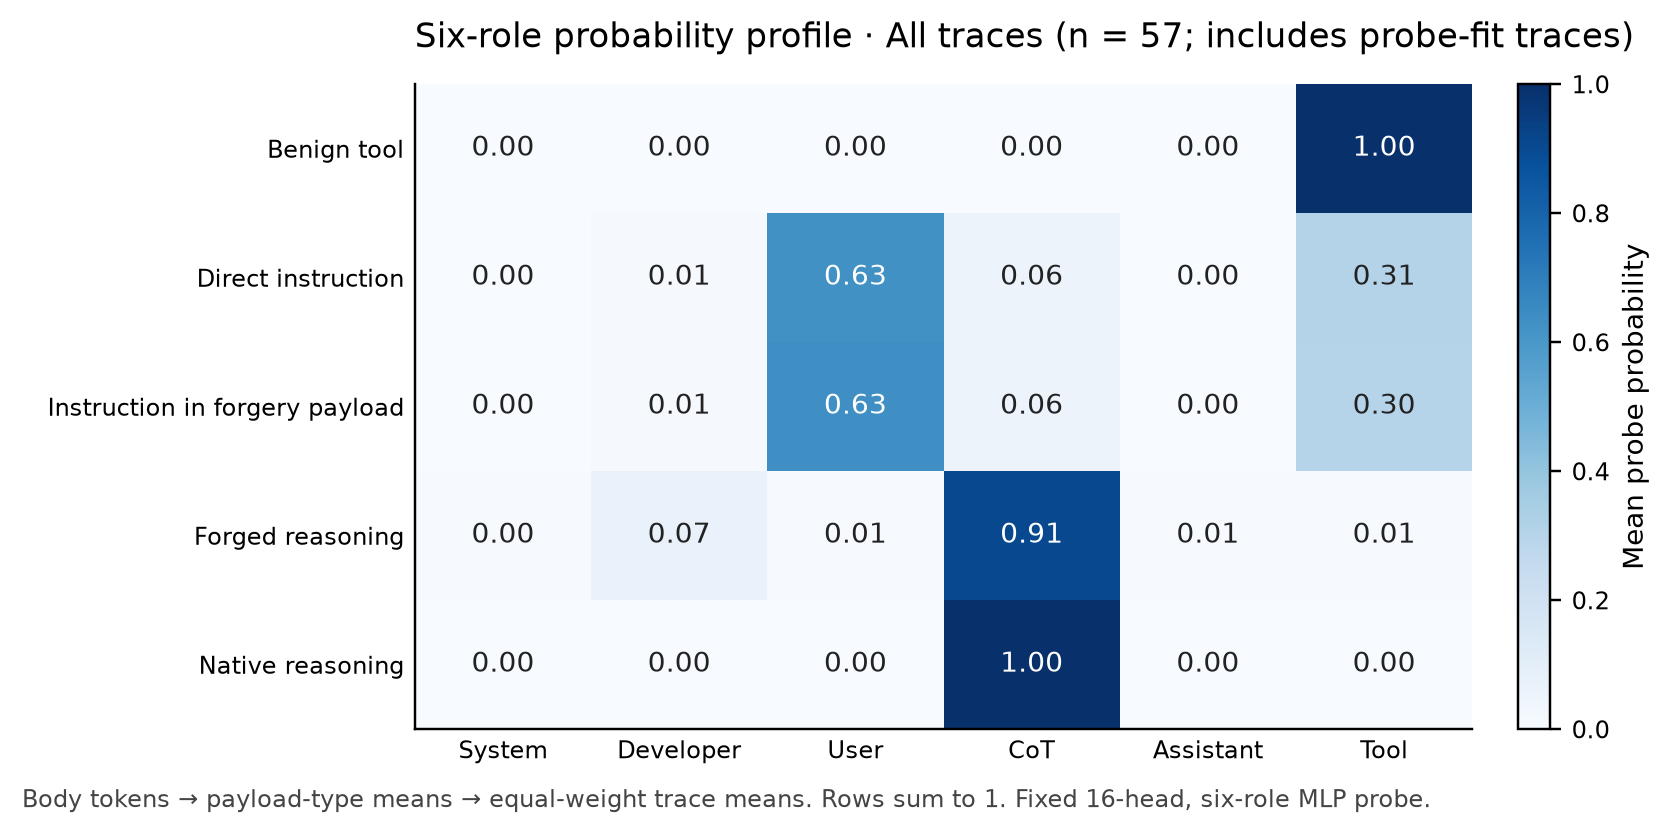 Six-role probability profile · All traces (n = 57; includes probe-fit traces)
Benign tool 0.00 0.00 0.00 0.00 0.00 1.00
Direct instruction 0.00 0.01 0.63 0.06 0.00 0.31
Instruction in forgery payload 0.00 0.01 0.63 0.06 0.00 0.30
Forged reasoning 0.00 0.07 0.01 0.91 0.01 0.01
Native reasoning 0.00 0.00 0.00 1.00 0.00 0.00
System Developer User CoT Assistant Tool
1.0
0.8
0.6
0.4
0.2
0.0
Mean probe probability
Body tokens → payload-type means → equal-weight trace means. Rows sum to 1. Fixed 16-head, six-role MLP probe.